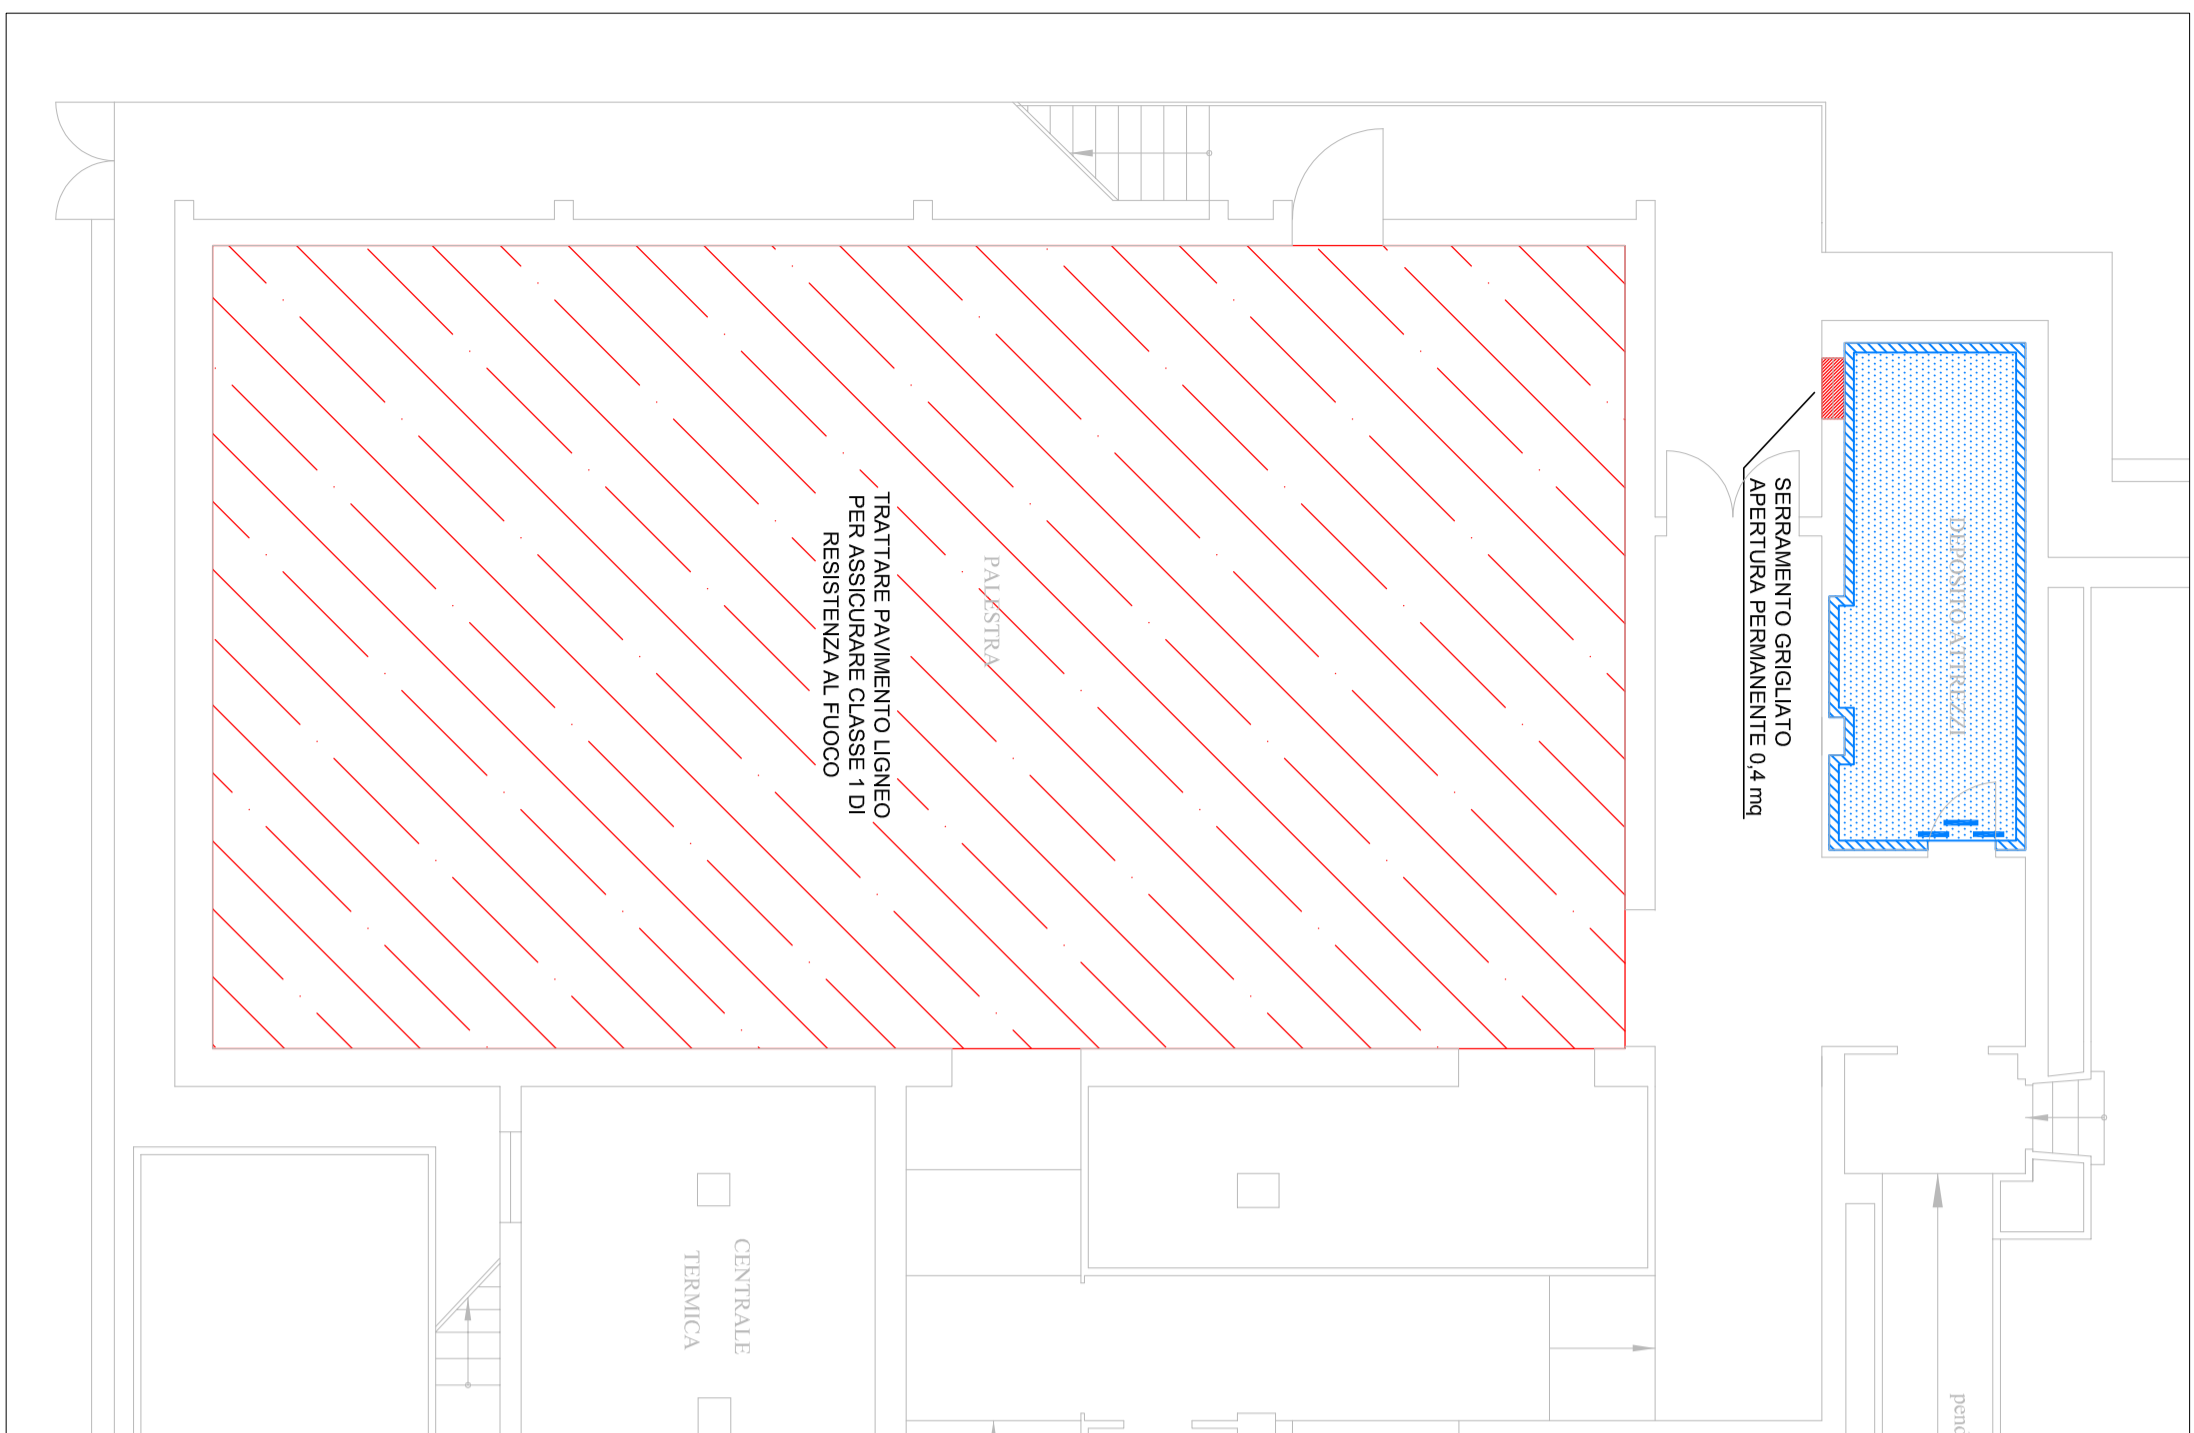 DEPOSITO ATTREZZI
SERRAMENTO GRIGLIATO
APERTURA PERMANENTE 0,4 mq
PALESTRA
TRATTARE PAVIMENTO LIGNEO
PER ASSICURARE CLASSE 1 DI
RESISTENZA AL FUOCO
CENTRALE
TERMICA